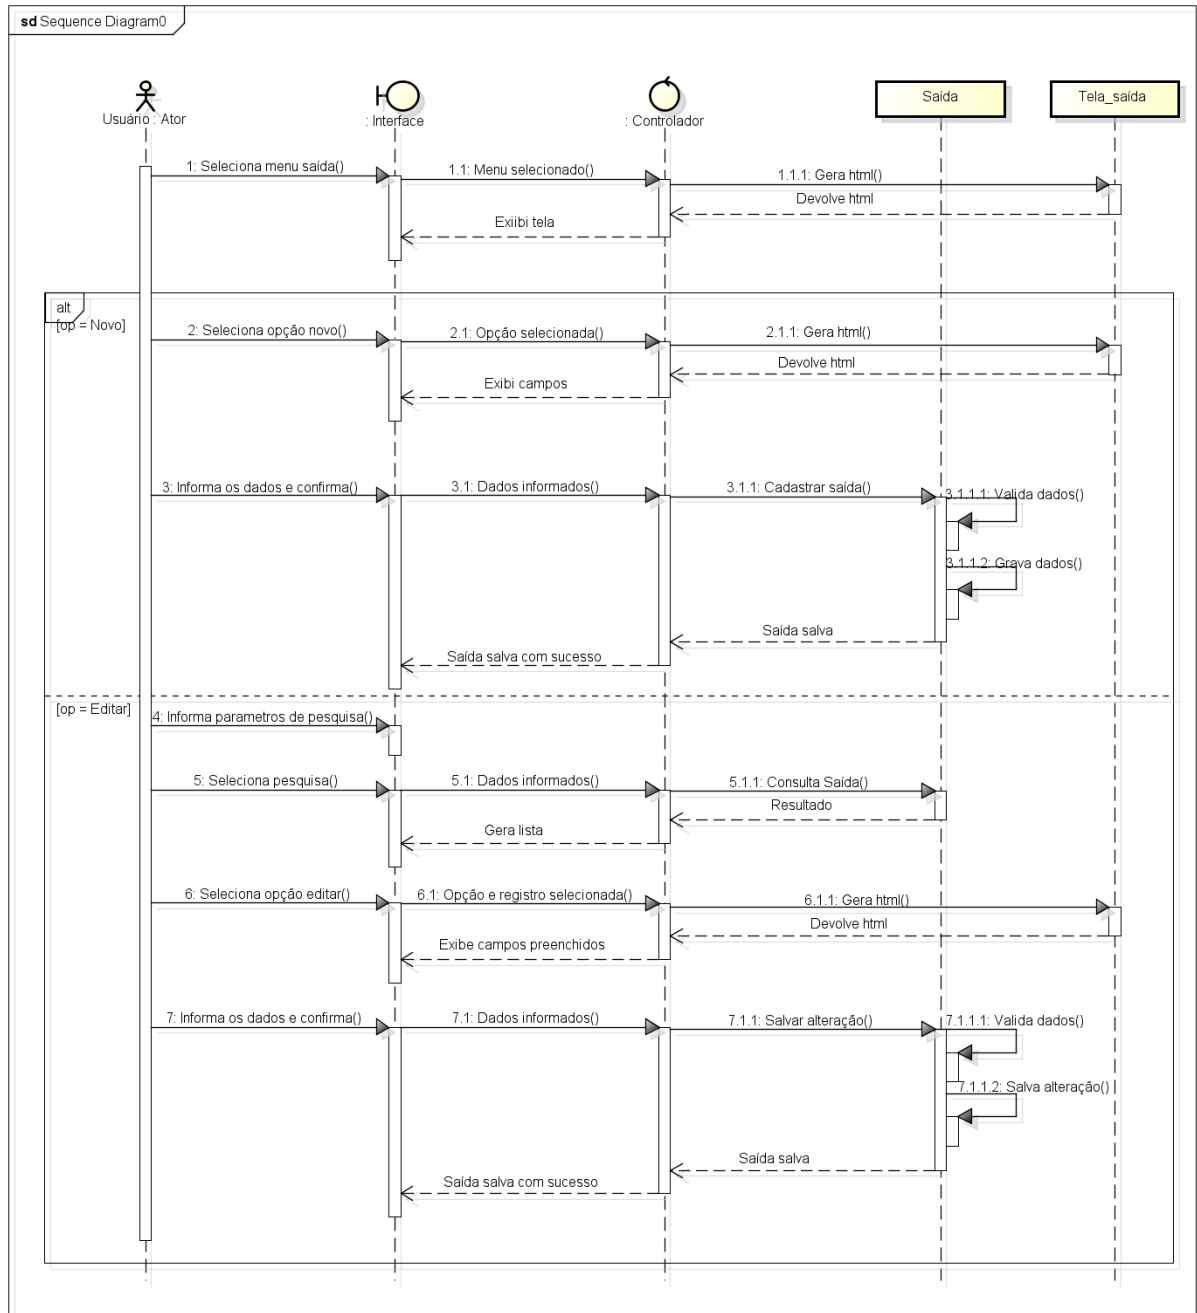 sd Sequence Diagram0
Usuário : Ator
: Interface
: Controlador
Saída
Tela_saída
1: Seleciona menu saída()
1.1: Menu selecionado()
1.1.1: Gera html()
Devolve html
Exiibi tela
alt
[op = Novo]
2: Seleciona opção novo()
2.1: Opção selecionada()
2.1.1: Gera html()
Devolve html
Exibi campos
3: Informa os dados e confirma()
3.1: Dados informados()
3.1.1: Cadastrar saída()
3.1.1.1: Valida dados()
3.1.1.2: Grava dados()
Saída salva
Saída salva com sucesso
[op = Editar]
4: Informa parametros de pesquisa()
5: Seleciona pesquisa()
5.1: Dados informados()
5.1.1: Consulta Saída()
Resultado
Gera lista
6: Seleciona opção editar()
6.1: Opção e registro selecionada()
6.1.1: Gera html()
Devolve html
Exibe campos preenchidos
7: Informa os dados e confirma()
7.1: Dados informados()
7.1.1: Salvar alteração()
7.1.1.1: Valida dados()
7.1.1.2: Salva alteração()
Saída salva
Saída salva com sucesso